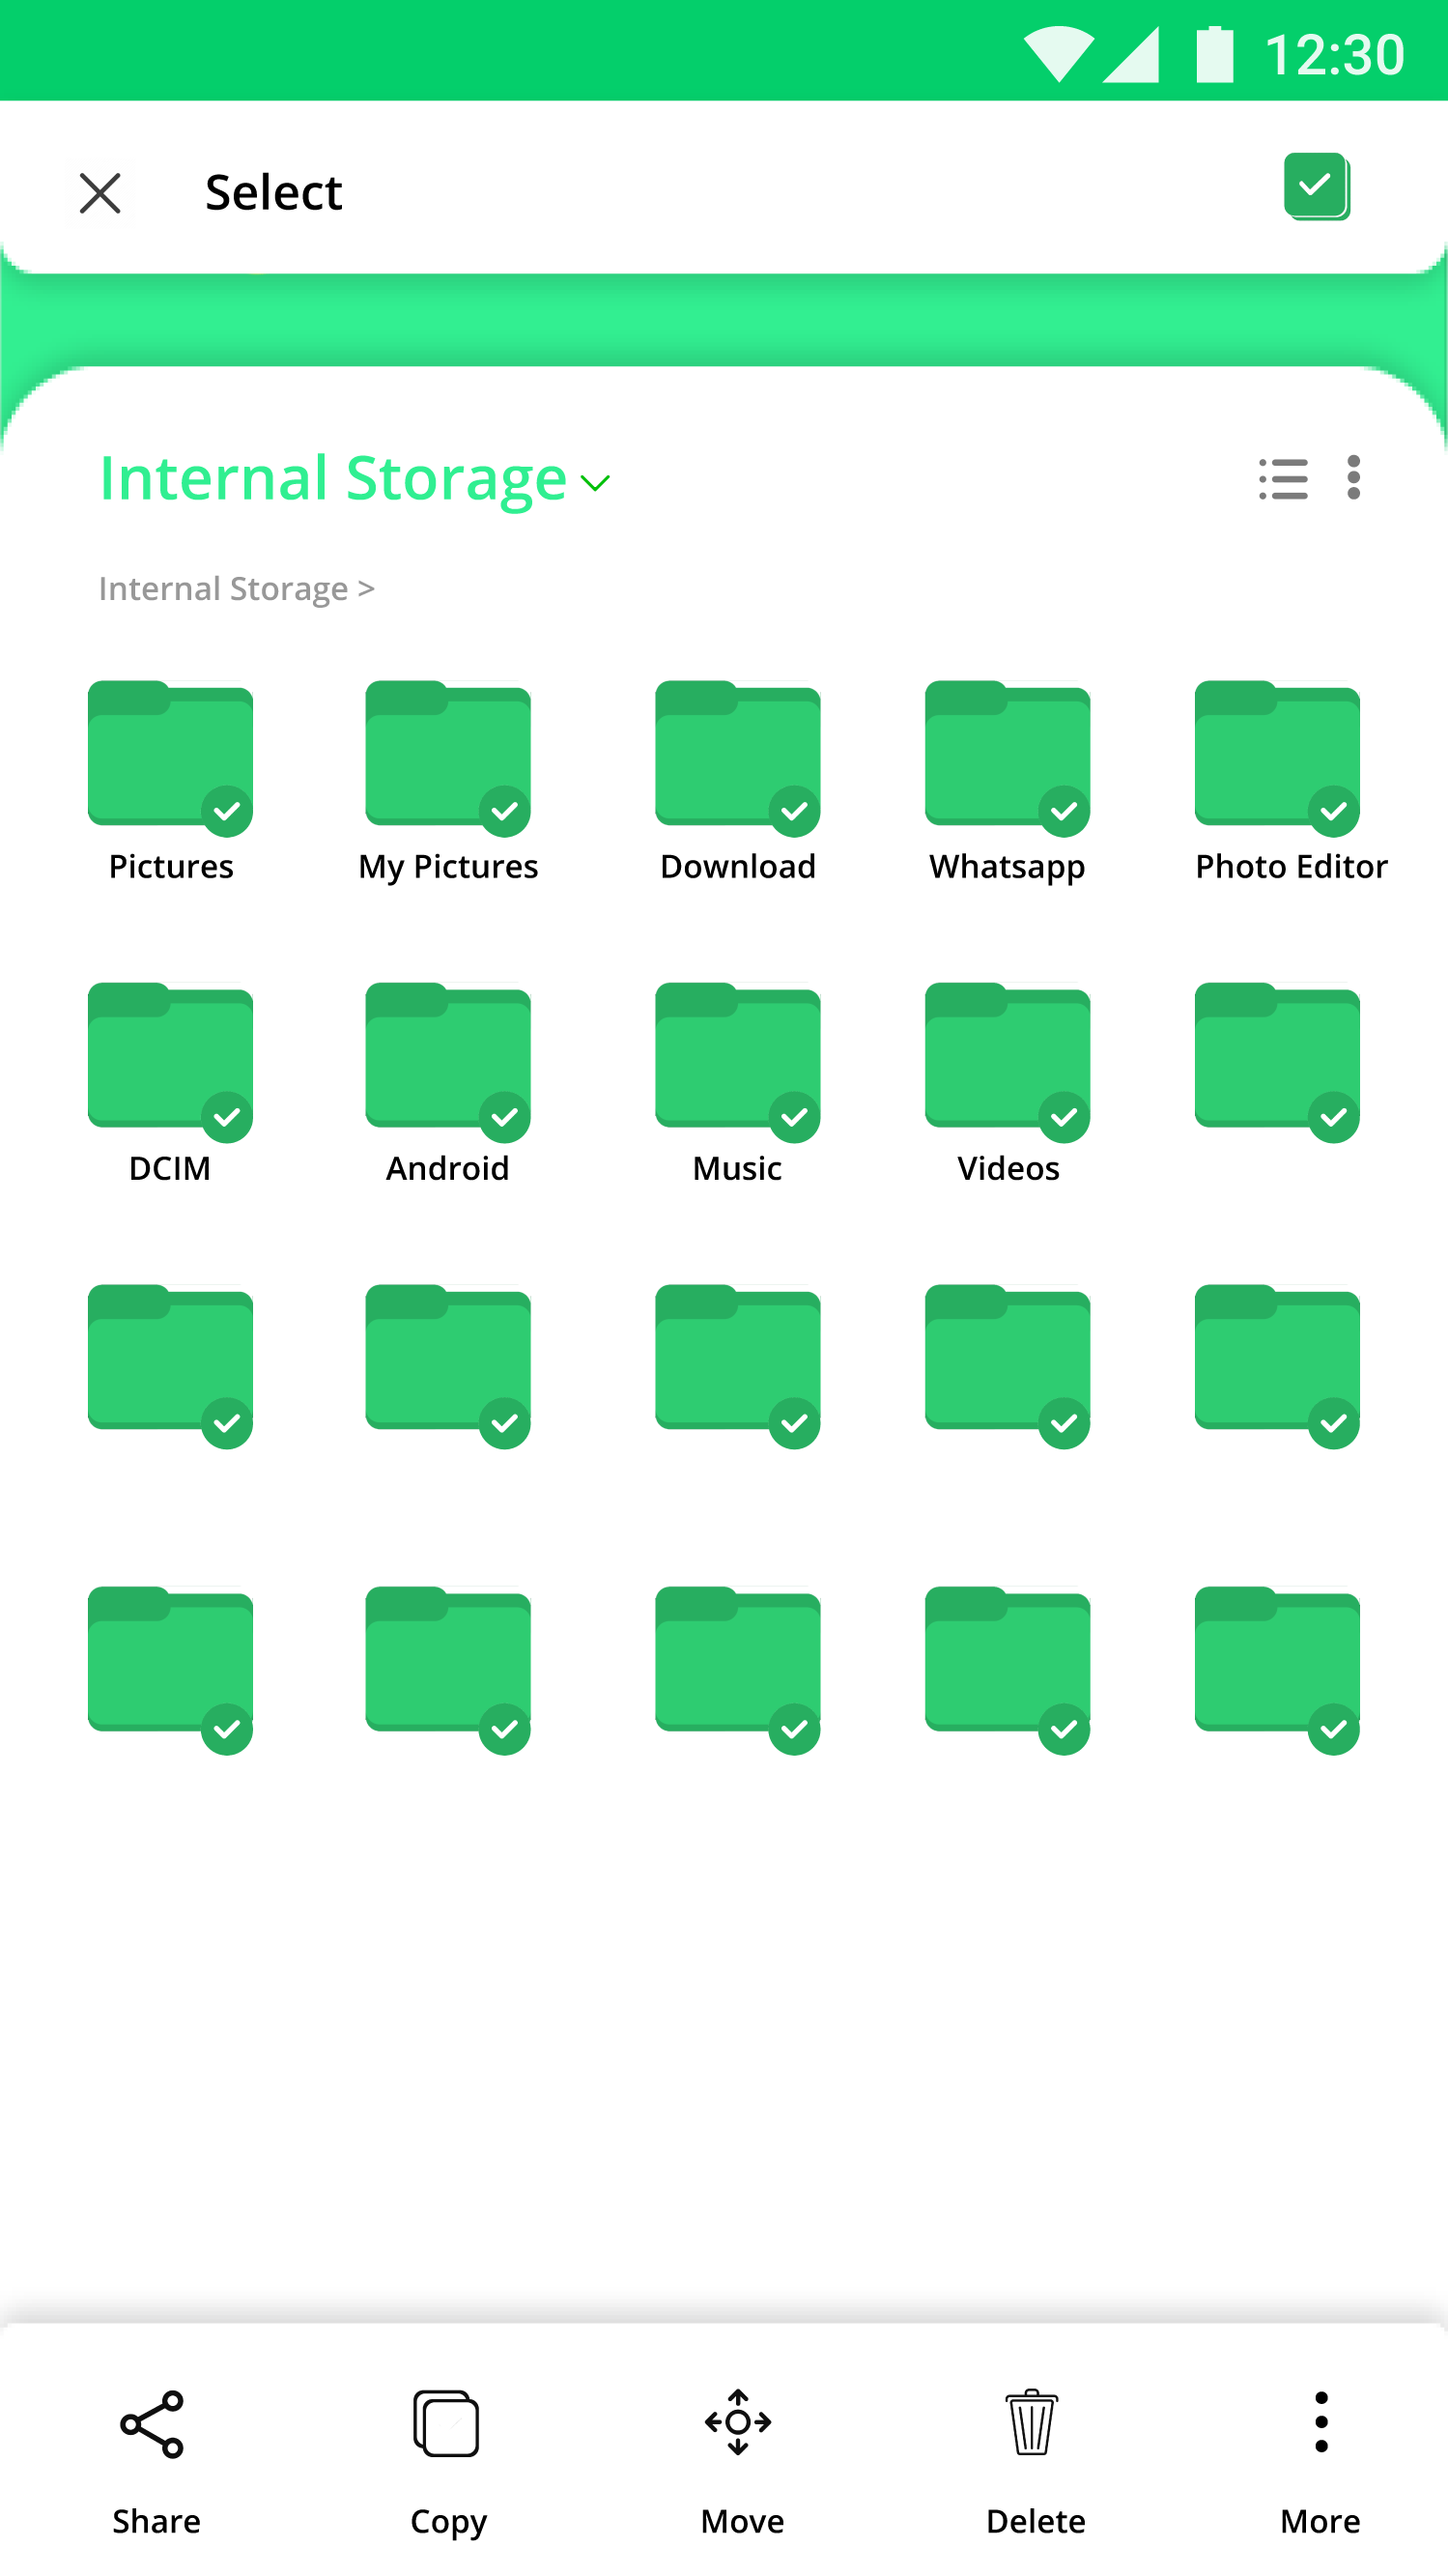 12:30
Select
Internal Storage
Internal Storage >
Pictures My Pictures Download Whatsapp Photo Editor
DCIM Android Music Videos
Share Copy Move Delete More